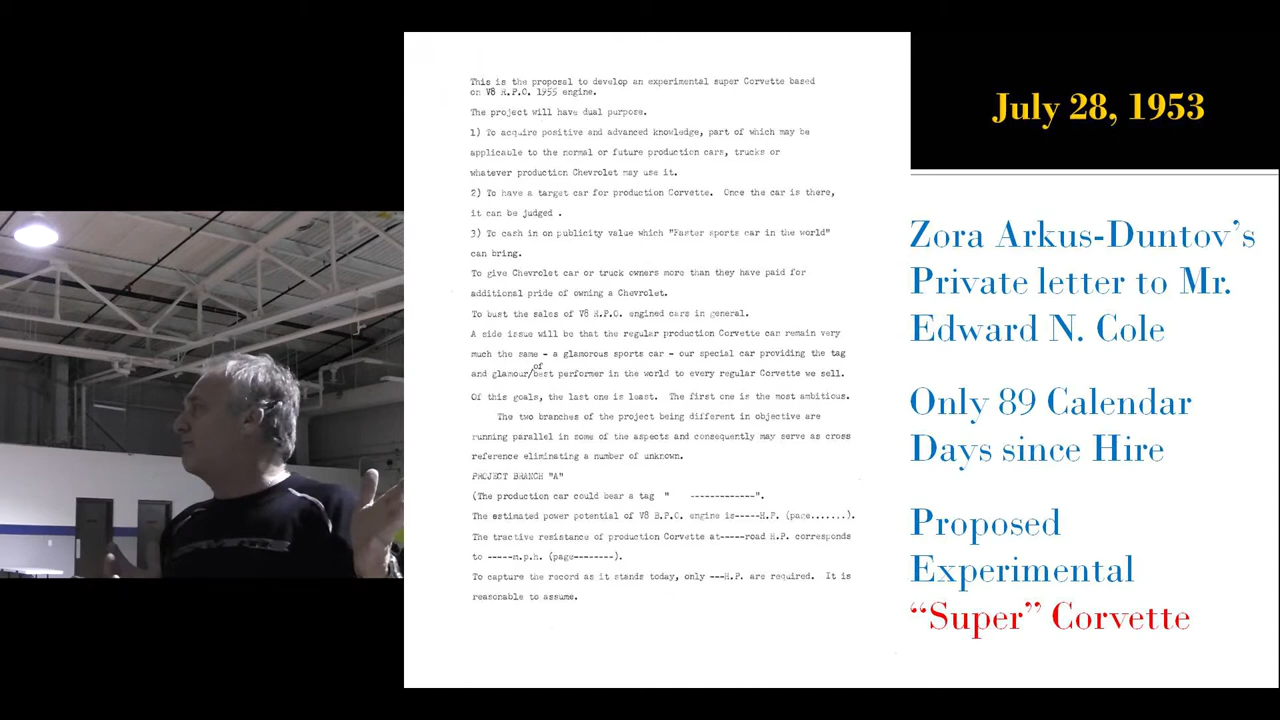 This is the proposal to develop an experimental super Corvette based
on V8 R.P.O. 1955 engine.
The project will have dual purpose.
1) To acquire positive and advanced knowledge, part of which may be
applicable to the normal or future production cars, trucks or
whatever production Chevrolet may use it.
2) To have a target car for production Corvette. Once the car is there,
it can be judged .
3) To cash in on publicity value which "Faster sports car in the world"
can bring.
To give Chevrolet car or truck owners more than they have paid for
additional pride of owning a Chevrolet.
To bust the sales of V8 R.P.O. engined cars in general.
A side issue will be that the regular production Corvette can remain very
much the same - a glamorous sports car - our special car providing the tag
of
and glamour/best performer in the world to every regular Corvette we sell.
Of this goals, the last one is least. The first one is the most ambitious.
The two branches of the project being different in objective are
running parallel in some of the aspects and consequently may serve as cross
reference eliminating a number of unknown.
PROJECT BRANCH "A"
(The production car could bear a tag " -------------".
The estimated power potential of V8 B.P.O. engine is-----H.P. (page.......).
The tractive resistance of production Corvette at-----road H.P. corresponds
to -----m.p.h. (page--------).
To capture the record as it stands today, only ---H.P. are required. It is
reasonable to assume.
July 28, 1953
Zora Arkus-Duntov's
Private letter to Mr.
Edward N. Cole
Only 89 Calendar
Days since Hire
Proposed
Experimental
“Super” Corvette